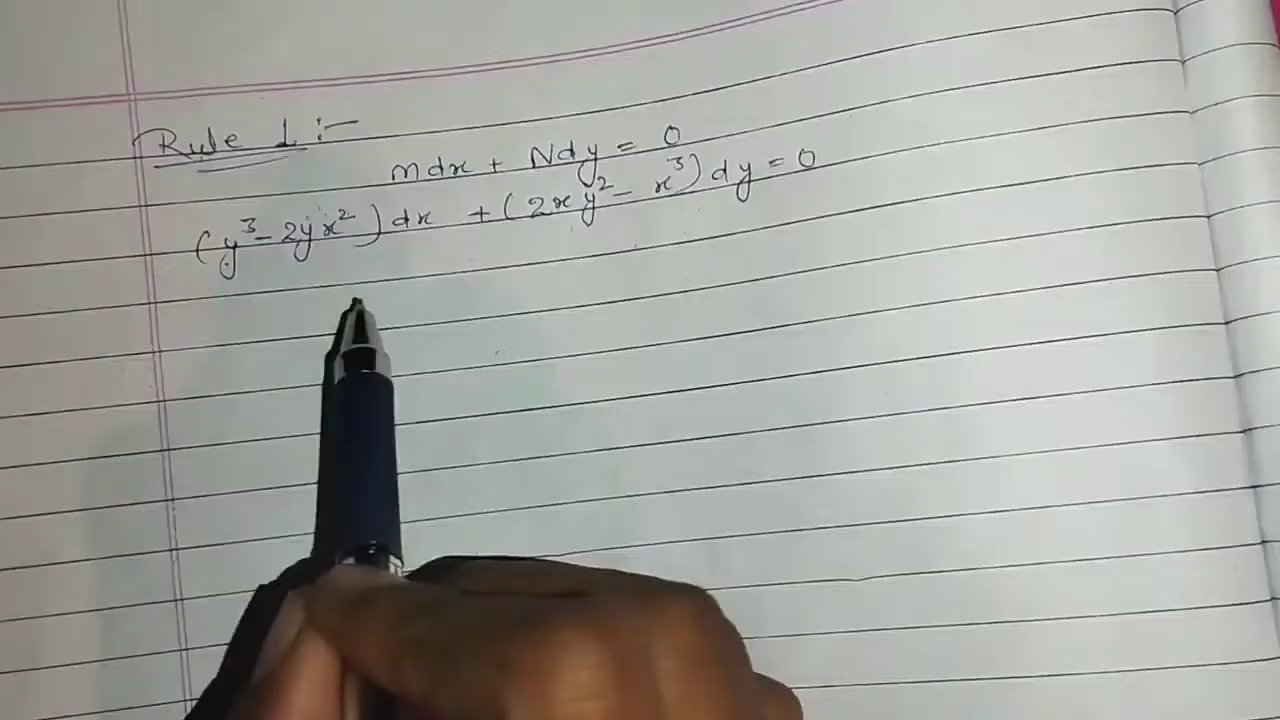 Rule 1 :-
mdx + Ndy = 0
(y³ - 2yx²) dx + (2xy² - x³) dy = 0